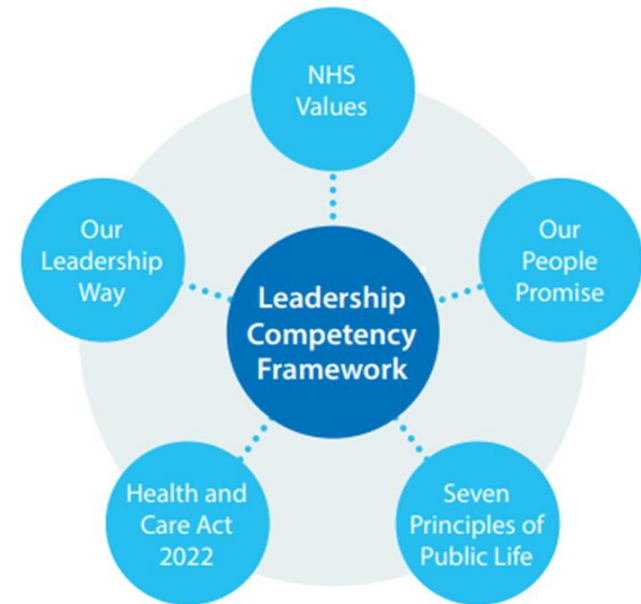 NHS
Values
Our
Leadership
Way
Our
People
Promise
Leadership
Competency
Framework
Health and
Care Act
2022
Seven
Principles of
Public Life